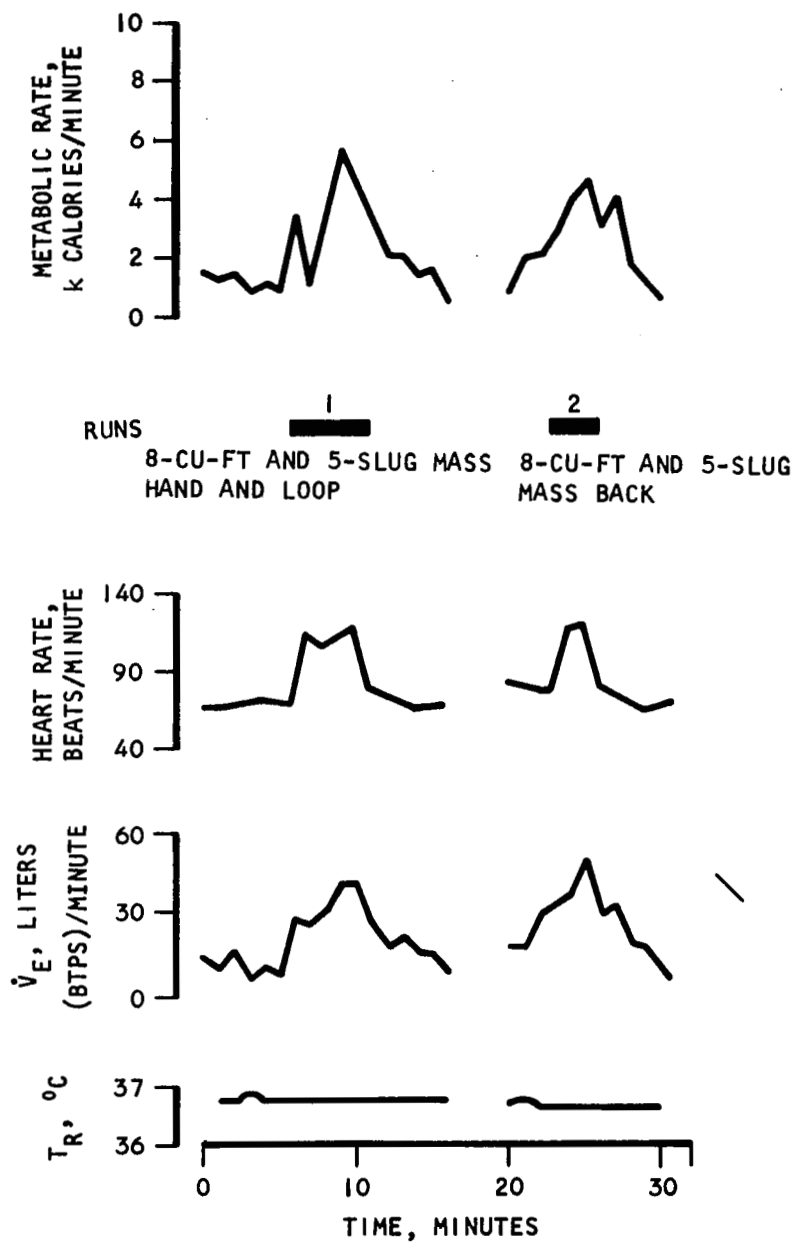 METABOLIC RATE,
k CALORIES/MINUTE
10
8
6
4
2
0
RUNS
1
2
8-CU-FT AND 5-SLUG MASS
HAND AND LOOP
8-CU-FT AND 5-SLUG
MASS BACK
HEART RATE,
BEATS/MINUTE
140
90
40
V̇E, LITERS
(BTPS)/MINUTE
60
30
0
TR, °C
37
36
0 10 20 30
TIME, MINUTES